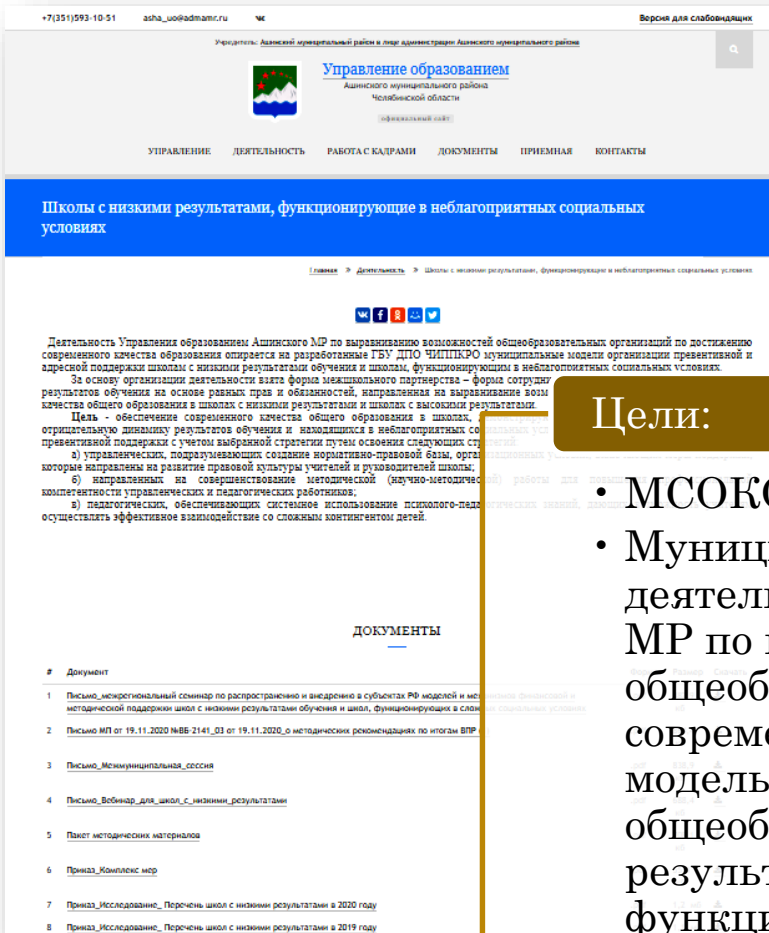 +7(351)593-10-51 asha_uo@admamr.ru Версия для слабовидящих
Учредитель: Ашинский муниципальный район в лице администрации Ашинского муниципального района
Управление образованием
Ашинского муниципального района
Челябинской области
официальный сайт
УПРАВЛЕНИЕ ДЕЯТЕЛЬНОСТЬ РАБОТА С КАДРАМИ ДОКУМЕНТЫ ПРИЕМНАЯ КОНТАКТЫ
Школы с низкими результатами, функционирующие в неблагоприятных социальных
условиях
Главная » Деятельность » Школы с низкими результатами, функционирующие в неблагоприятных социальных условиях
Деятельность Управления образованием Ашинского МР по выравниванию возможностей общеобразовательных организаций по достижению
современного качества образования опирается на разработанные ГБУ ДПО ЧИППКРО муниципальные модели организации превентивной и
адресной поддержки школам с низкими результатами обучения и школам, функционирующим в неблагоприятных социальных условиях.
За основу организации деятельности взята форма межшкольного партнерства – форма
результатов обучения на основе равных прав и обязанностей, направленная на выравнивание
качества общего образования в школах с низкими результатами и школах с высокими результатами.
Цель - обеспечение современного качества общего образования в школах,
отрицательную динамику результатов обучения и находящихся в неблагоприятных
превентивной поддержки с учетом выбранной стратегии путем освоения следующих
а) управленческих, подразумевающих создание нормативно-правовой базы,
которые направлены на развитие правовой культуры учителей и руководителей школы;
б) направленных на совершенствование методической (научно-методической) работы для
компетентности управленческих и педагогических работников;
в) педагогических, обеспечивающих системное использование знаний,
осуществлять эффективное взаимодействие со сложным контингентом детей.
Цели:
• МСОКО
• Муници
деятель
МР по
общеоб
совреме
модель
общеоб
результ
функци
ДОКУМЕНТЫ
# Документ
1 Письмо_межрегиональный семинар по распространению и внедрению в субъектах РФ моделей и
методической поддержки школ с низкими результатами обучения и школ, функционирующих в сложных социальных условиях
2 Письмо МП от 19.11.2020 №ВБ-2141_03 от 19.11.2020_о методических рекомендациях по итогам ВПР
3 Письмо_Межмуниципальная_сессия
4 Письмо_Вебинар_для_школ_с_низкими_результатами
5 Пакет методических материалов
6 Приказ_Комплекс мер
7 Приказ_Исследование_ Перечень школ с низкими результатами в 2020 году
8 Приказ_Исследование_ Перечень школ с низкими результатами в 2019 году